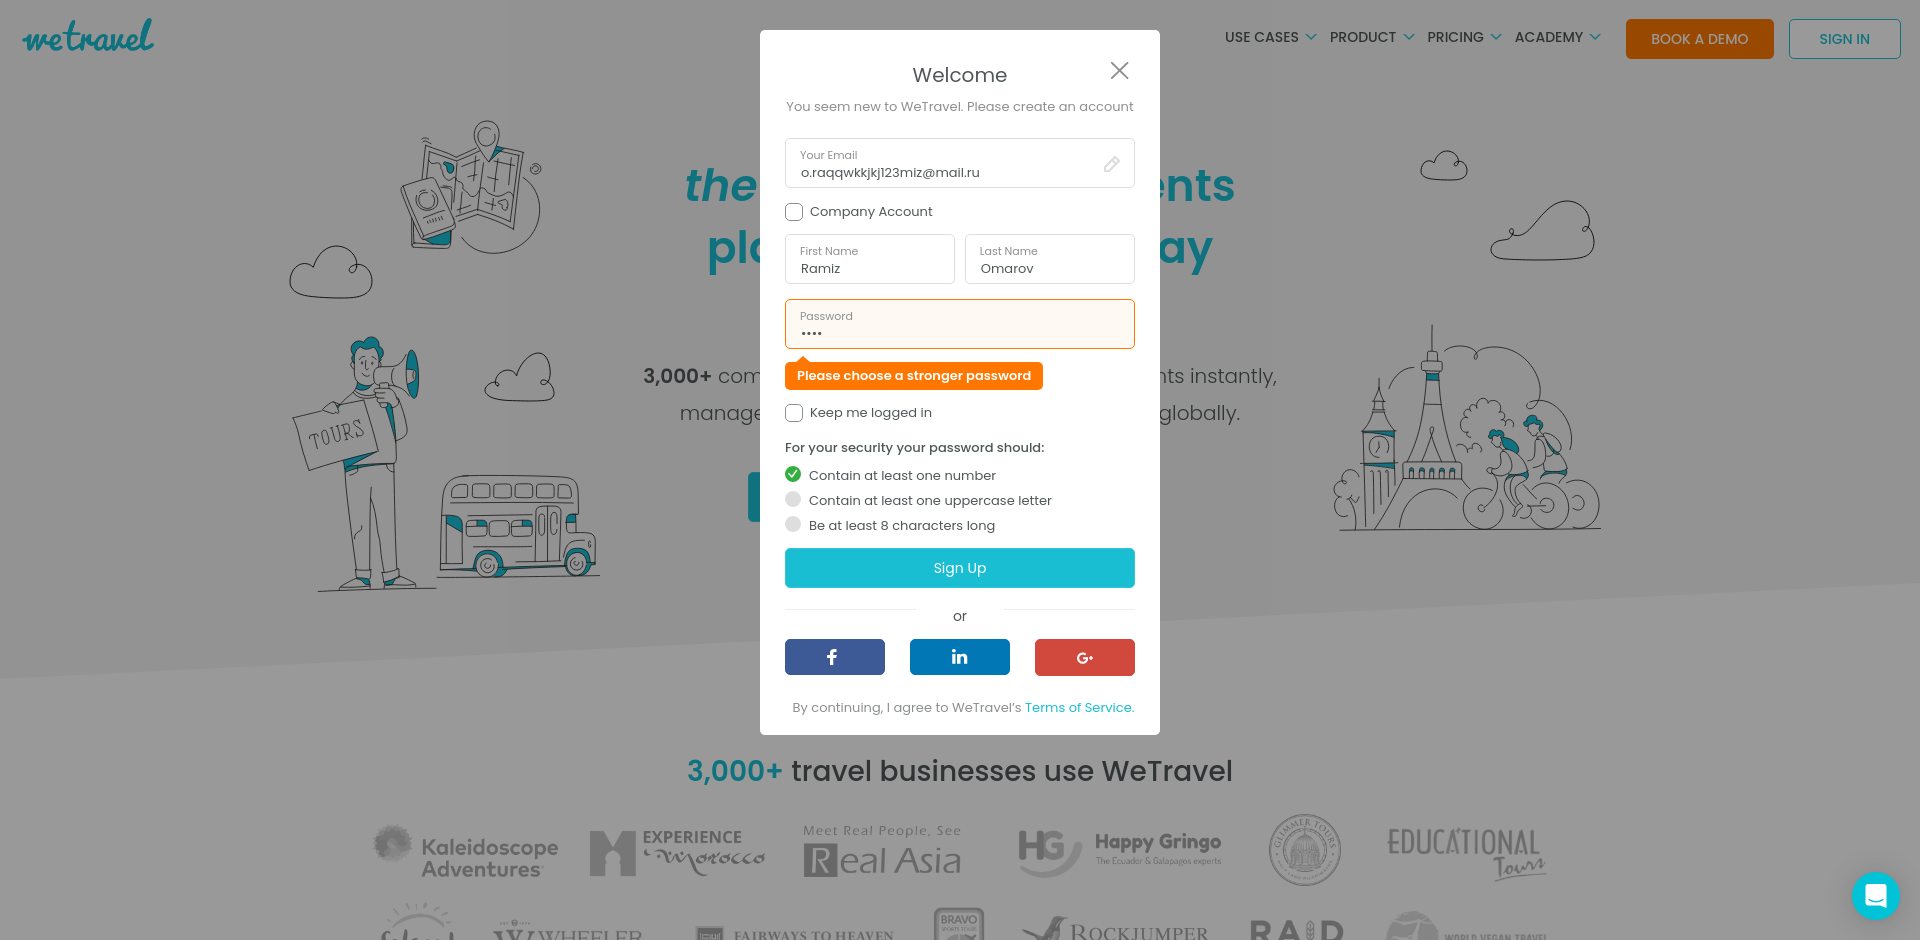 wetravel
USE CASES PRODUCT PRICING ACADEMY BOOK A DEMO SIGN IN
Welcome
You seem new to WeTravel. Please create an account
Your Email
o.raqqwkkjkj123miz@mail.ru
Company Account
First Name Last Name
Ramiz Omarov
Password
••••
Please choose a stronger password
Keep me logged in
For your security your password should:
Contain at least one number
Contain at least one uppercase letter
Be at least 8 characters long
Sign Up
or
f in G+
By continuing, I agree to WeTravel’s Terms of Service.
the ents
pla ay
3,000+ com nts instantly,
manage globally.
TOURS
3,000+ travel businesses use WeTravel
Kaleidoscope
Adventures
EXPERIENCE
Morocco
Meet Real People, See
Real Asia
HG Happy Gringo
The Ecuador & Galapagos experts
GLIMMER TOURS
EDUCATIONAL
Tours
W WHEELER
FAIRWAYS TO HEAVEN
BRAVO
SPORTS TOURS
ROCKJUMPER
RAID
WORLD VEGAN TRAVEL